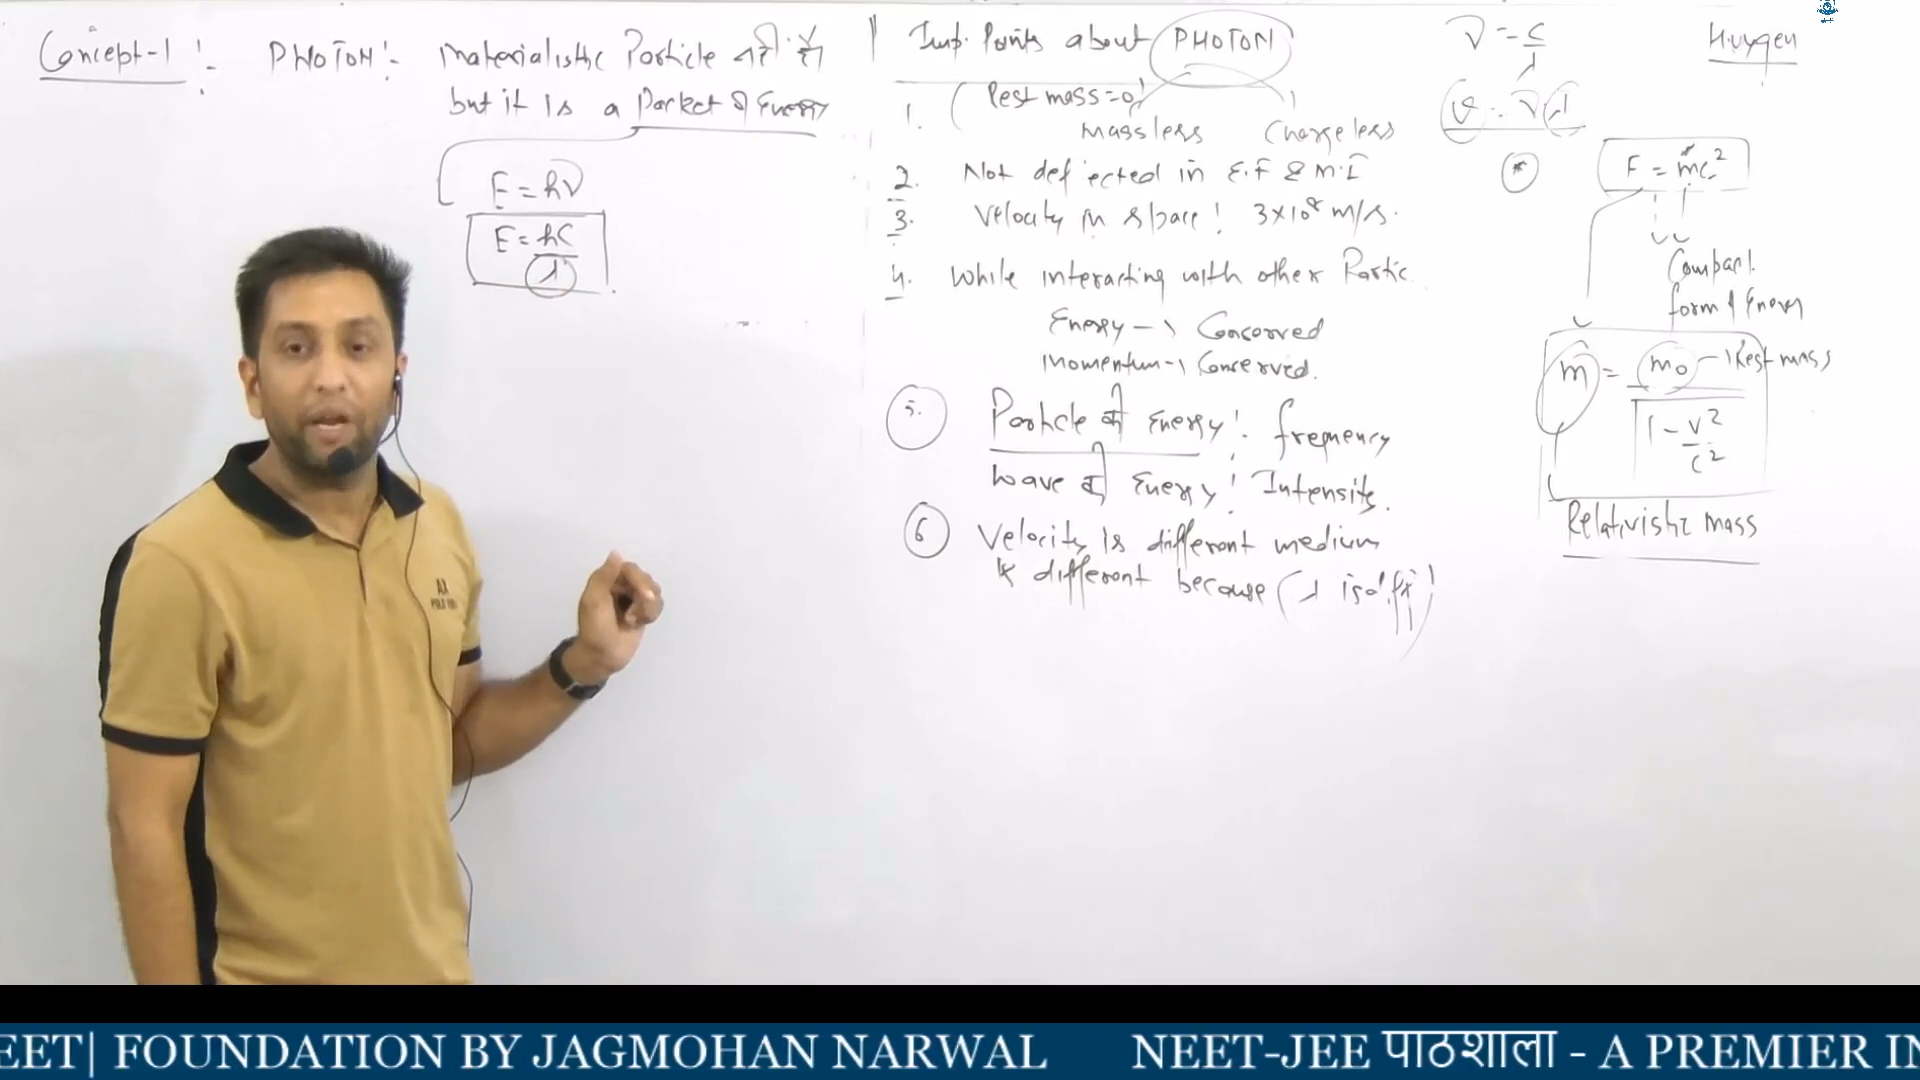 Concept-1 :- PHOTON :- Materialistic Particle नहीं है
but it is a Packet of Energy
E = hν
E = hc/λ
Imp. Points about PHOTON
1. (Rest mass = 0)
massless chargeless
2. Not deflected in E.F & M.F
3. Velocity in space : 3×10⁸ m/s.
4. While interacting with other Partic
Energy → Conserved
Momentum → Conserved.
5. Particle की Energy : frequency
wave की Energy : Intensity.
6 Velocity is different medium
is different because (λ is diff)
ν = c/λ
v = νλ
Huygen
* E = mc²
Compact
form of Energy
m = m₀ → Rest mass
√1 - v²/c²
Relativistic mass
AX
EET| FOUNDATION BY JAGMOHAN NARWAL NEET-JEE पाठशाला - A PREMIER IN